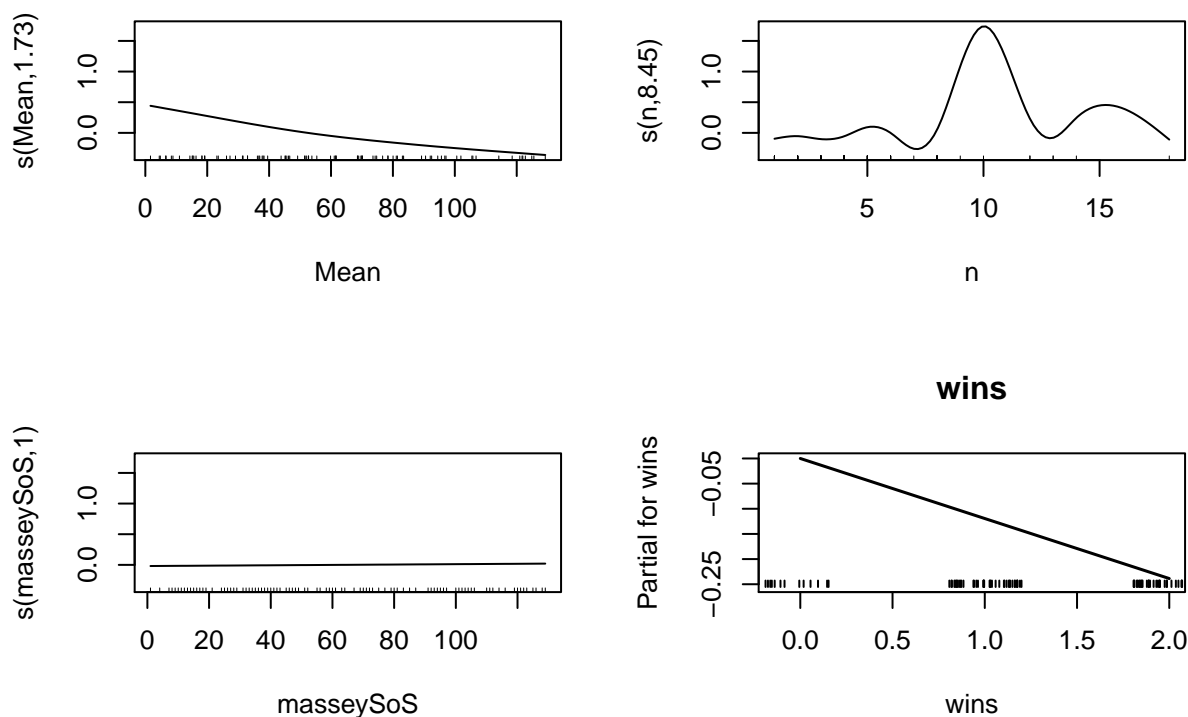 s(Mean,1.73)
1.0
0.0
0 20 40 60 80 100
Mean
s(n,8.45)
1.0
0.0
5 10 15
n
s(masseySoS,1)
1.0
0.0
0 20 40 60 80 100
masseySoS
wins
Partial for wins
−0.05
−0.25
0.0 0.5 1.0 1.5 2.0
wins